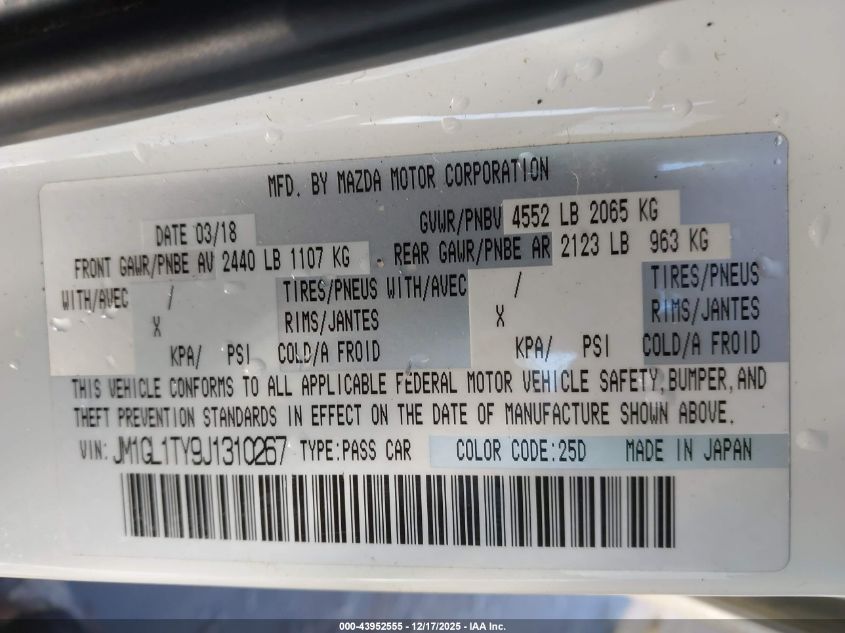 MFD. BY MAZDA MOTOR CORPORATION
DATE 03/18 GVWR/PNBV 4552 LB 2065 KG
FRONT GAWR/PNBE AV 2440 LB 1107 KG REAR GAWR/PNBE AR 2123 LB 963 KG
WITH/AVEC / TIRES/PNEUS WITH/AVEC / TIRES/PNEUS
X RIMS/JANTES X RIMS/JANTES
KPA/ PSI COLD/A FROID KPA/ PSI COLD/A FROID
THIS VEHICLE CONFORMS TO ALL APPLICABLE FEDERAL MOTOR VEHICLE SAFETY,BUMPER,AND
THEFT PREVENTION STANDARDS IN EFFECT ON THE DATE OF MANUFACTURE SHOWN ABOVE.
VIN: JM1GL1TY9J1310267 TYPE:PASS CAR COLOR CODE:25D MADE IN JAPAN
000-43952555 - 12/17/2025 - IAA Inc.